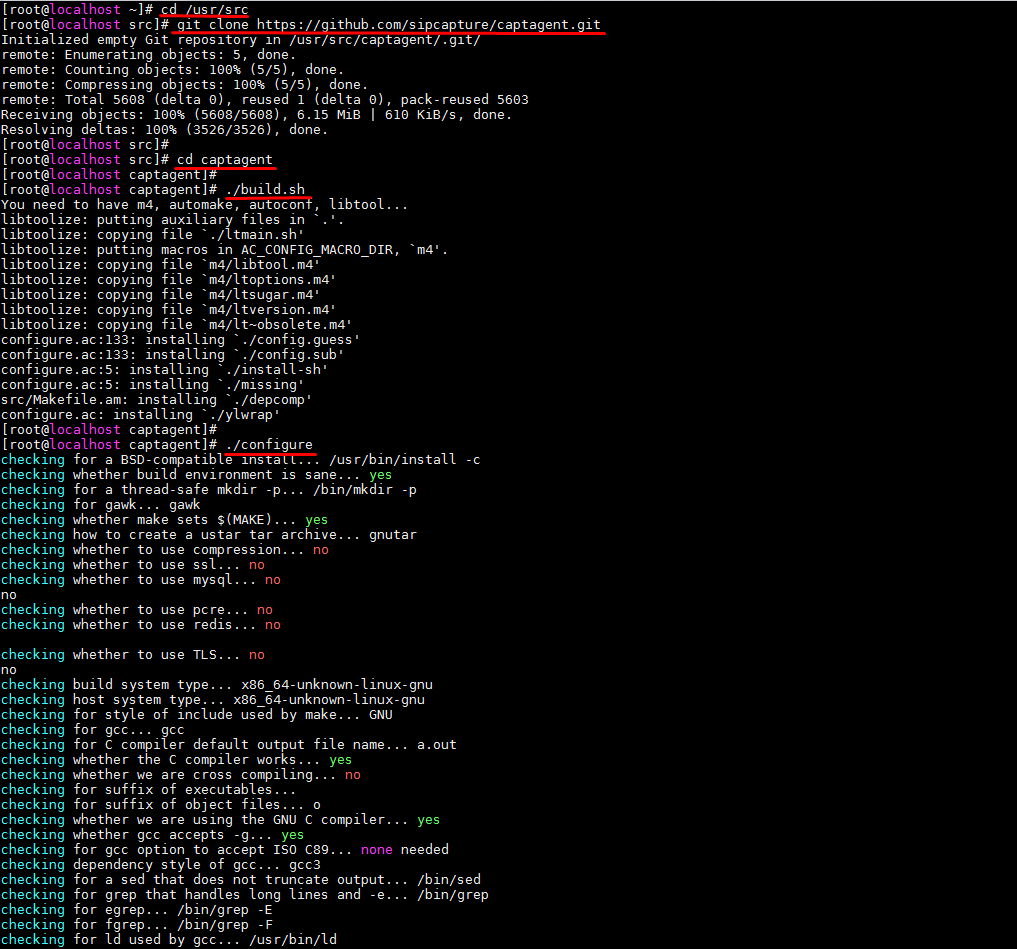 [root@localhost ~]# cd /usr/src
[root@localhost src]# git clone https://github.com/sipcapture/captagent.git
Initialized empty Git repository in /usr/src/captagent/.git/
remote: Enumerating objects: 5, done.
remote: Counting objects: 100% (5/5), done.
remote: Compressing objects: 100% (5/5), done.
remote: Total 5608 (delta 0), reused 1 (delta 0), pack-reused 5603
Receiving objects: 100% (5608/5608), 6.15 MiB | 610 KiB/s, done.
Resolving deltas: 100% (3526/3526), done.
[root@localhost src]#
[root@localhost src]# cd captagent
[root@localhost captagent]#
[root@localhost captagent]# ./build.sh
You need to have m4, automake, autoconf, libtool...
libtoolize: putting auxiliary files in `.'.
libtoolize: copying file `./ltmain.sh'
libtoolize: putting macros in AC_CONFIG_MACRO_DIR, `m4'.
libtoolize: copying file `m4/libtool.m4'
libtoolize: copying file `m4/ltoptions.m4'
libtoolize: copying file `m4/ltsugar.m4'
libtoolize: copying file `m4/ltversion.m4'
libtoolize: copying file `m4/lt~obsolete.m4'
configure.ac:133: installing `./config.guess'
configure.ac:133: installing `./config.sub'
configure.ac:5: installing `./install-sh'
configure.ac:5: installing `./missing'
src/Makefile.am: installing `./depcomp'
configure.ac: installing `./ylwrap'
[root@localhost captagent]#
[root@localhost captagent]# ./configure
checking for a BSD-compatible install... /usr/bin/install -c
checking whether build environment is sane... yes
checking for a thread-safe mkdir -p... /bin/mkdir -p
checking for gawk... gawk
checking whether make sets $(MAKE)... yes
checking how to create a ustar tar archive... gnutar
checking whether to use compression... no
checking whether to use ssl... no
checking whether to use mysql... no
no
checking whether to use pcre... no
checking whether to use redis... no
checking whether to use TLS... no
no
checking build system type... x86_64-unknown-linux-gnu
checking host system type... x86_64-unknown-linux-gnu
checking for style of include used by make... GNU
checking for gcc... gcc
checking for C compiler default output file name... a.out
checking whether the C compiler works... yes
checking whether we are cross compiling... no
checking for suffix of executables...
checking for suffix of object files... o
checking whether we are using the GNU C compiler... yes
checking whether gcc accepts -g... yes
checking for gcc option to accept ISO C89... none needed
checking dependency style of gcc... gcc3
checking for a sed that does not truncate output... /bin/sed
checking for grep that handles long lines and -e... /bin/grep
checking for egrep... /bin/grep -E
checking for fgrep... /bin/grep -F
checking for ld used by gcc... /usr/bin/ld